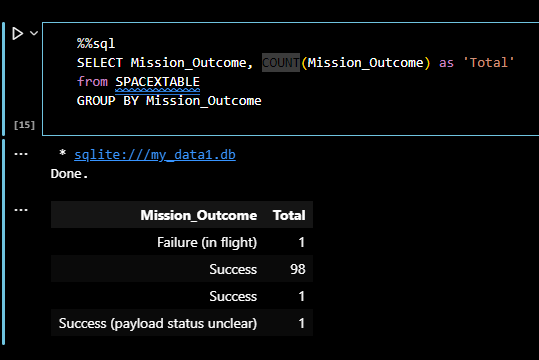 %%sql
SELECT Mission_Outcome, COUNT(Mission_Outcome) as 'Total'
from SPACEXTABLE
GROUP BY Mission_Outcome
[15]
... * sqlite:///my_data1.db
Done.
...
Mission_Outcome Total
Failure (in flight) 1
Success 98
Success 1
Success (payload status unclear) 1